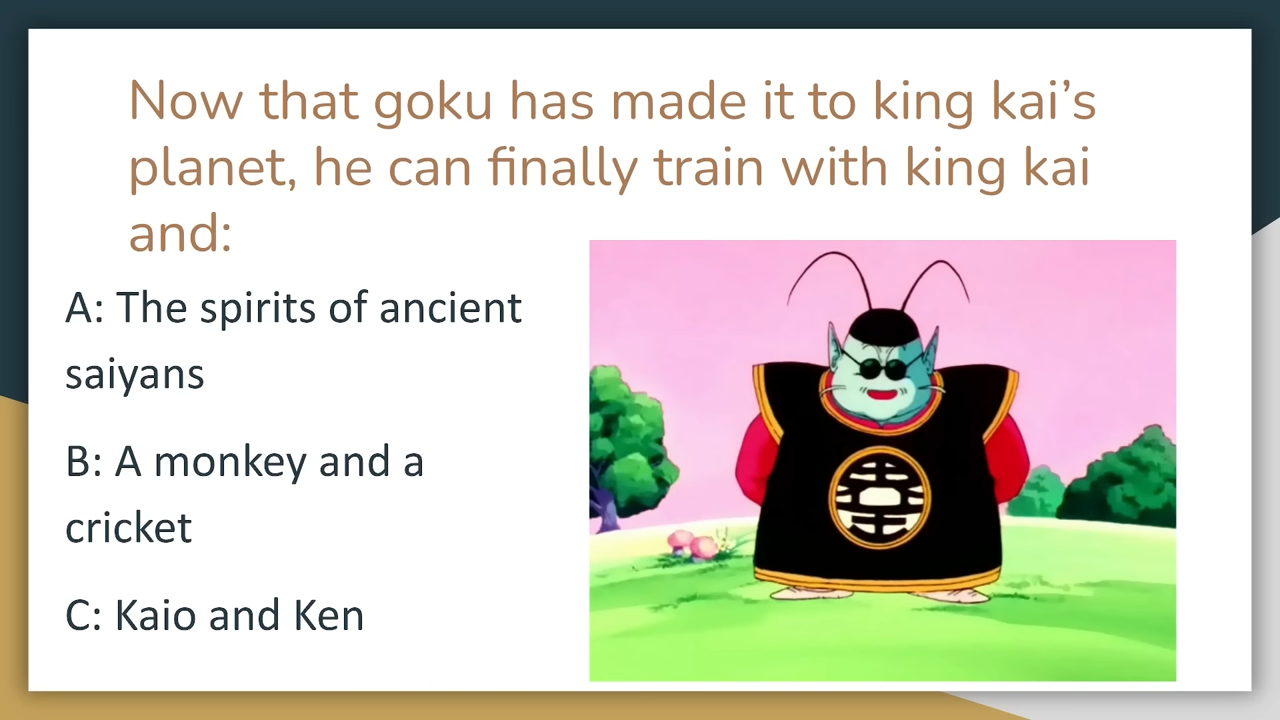 Now that goku has made it to king kai’s
planet, he can finally train with king kai
and:
A: The spirits of ancient
saiyans
B: A monkey and a
cricket
C: Kaio and Ken